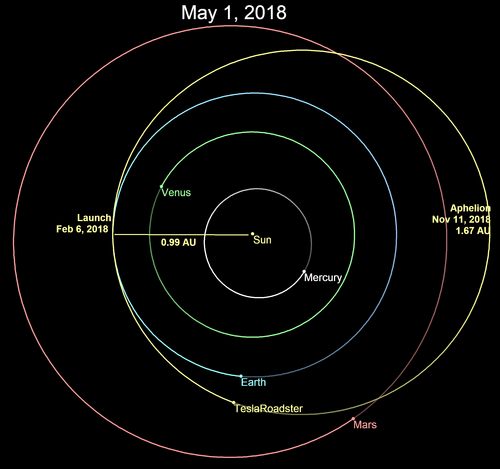 May 1, 2018
Venus
Aphelion
Nov 11, 2018
1.67 AU
Launch
Feb 6, 2018
0.99 AU
Sun
Mercury
Earth
TeslaRoadster
Mars